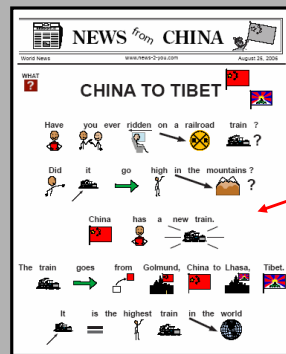 NEWS from CHINA
World News www.news-2-you.com August 25, 2006
WHAT
?
CHINA TO TIBET
Have you ever ridden on a railroad train ?
?
Did it go high in the mountains ?
?
China has a new train.
The train goes from Golmund, China to Lhasa, Tibet.
It is the highest train in the world